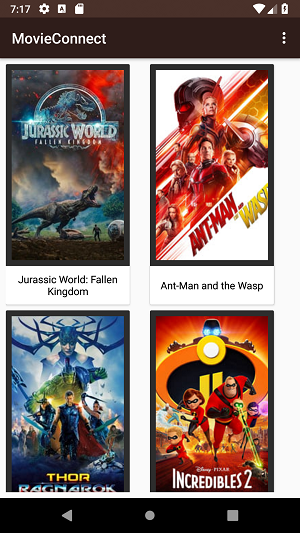 7:17
A
MovieConnect
JURASSIC WORLD
FALLEN KINGDOM
ANT-MAN
AND THE
WASP
Jurassic World: Fallen
Kingdom
Ant-Man and the Wasp
THOR
RAGNAROK
DISNEY PIXAR
INCREDIBLES 2